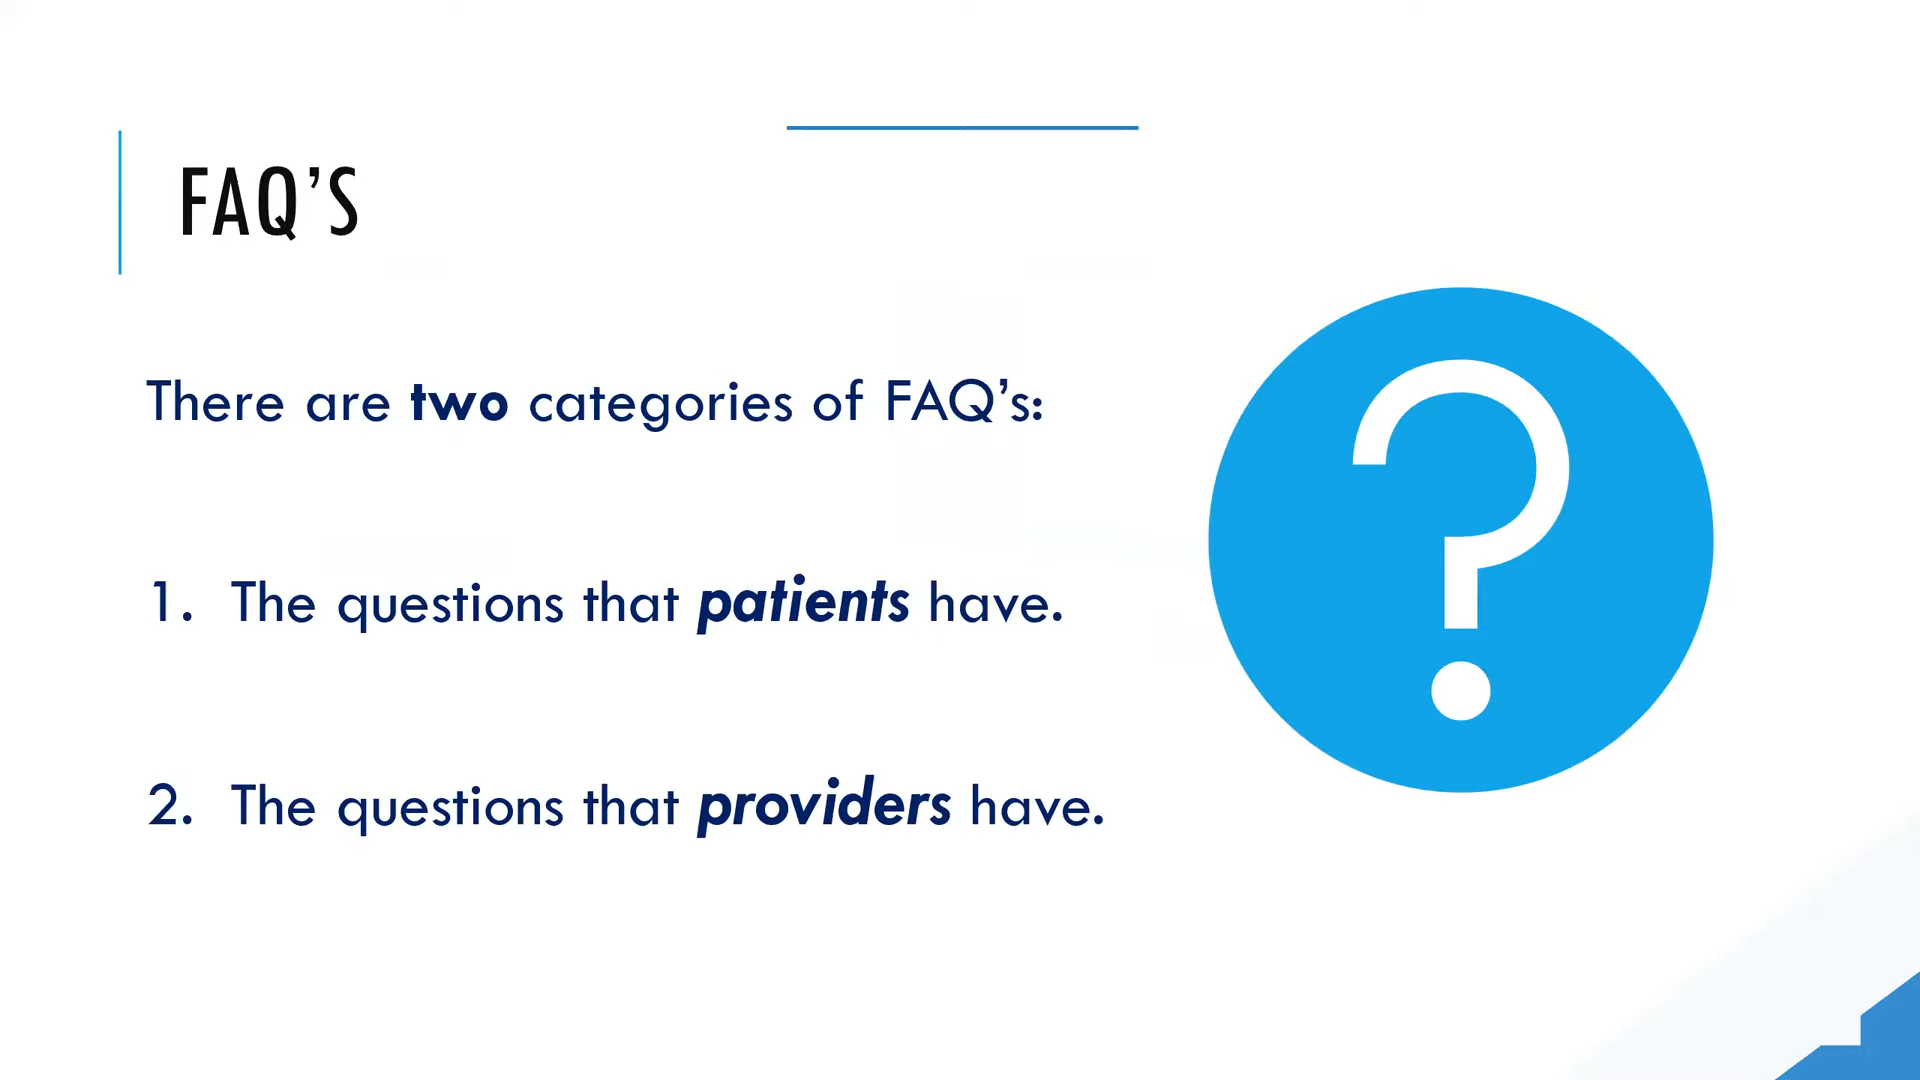 FAQ’S
There are two categories of FAQ’s:
1. The questions that patients have.
2. The questions that providers have.